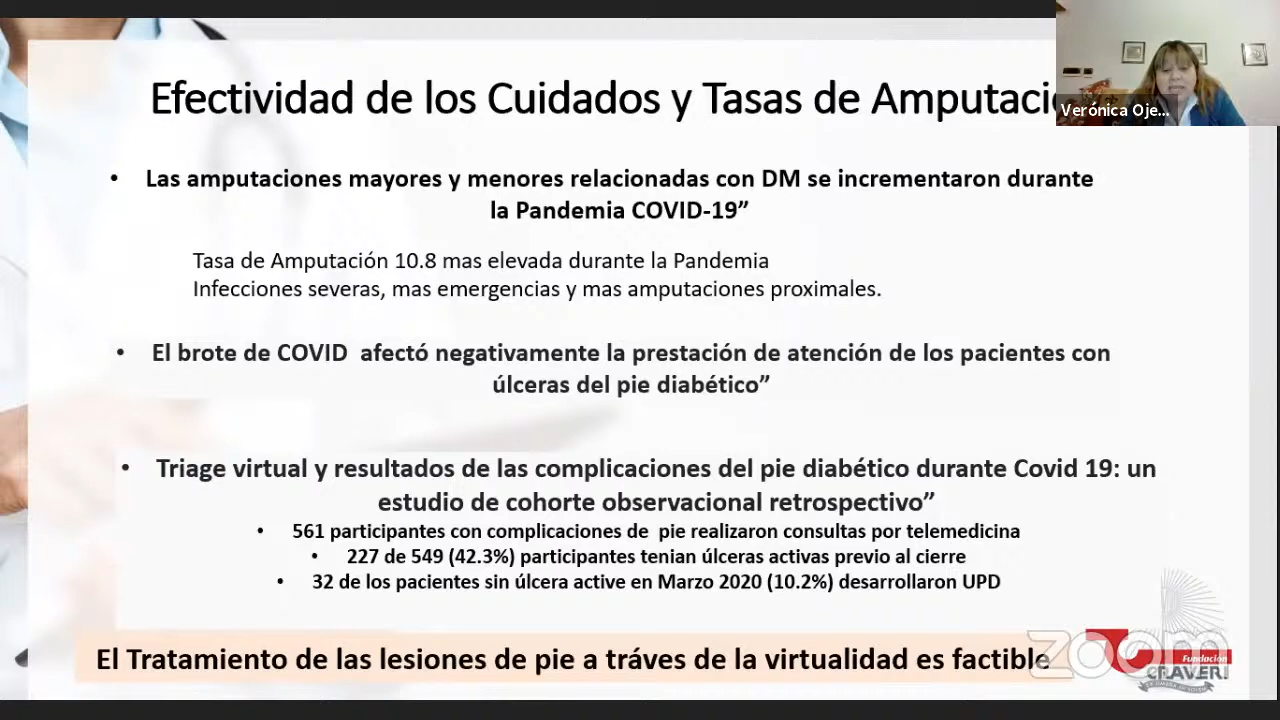 Efectividad de los Cuidados y Tasas de Amputaci
Verónica Oje...
• Las amputaciones mayores y menores relacionadas con DM se incrementaron durante
la Pandemia COVID-19”
Tasa de Amputación 10.8 mas elevada durante la Pandemia
Infecciones severas, mas emergencias y mas amputaciones proximales.
• El brote de COVID afectó negativamente la prestación de atención de los pacientes con
úlceras del pie diabético”
• Triage virtual y resultados de las complicaciones del pie diabético durante Covid 19: un
estudio de cohorte observacional retrospectivo”
• 561 participantes con complicaciones de pie realizaron consultas por telemedicina
• 227 de 549 (42.3%) participantes tenian úlceras activas previo al cierre
• 32 de los pacientes sin úlcera active en Marzo 2020 (10.2%) desarrollaron UPD
El Tratamiento de las lesiones de pie a tráves de la virtualidad es factible
zoom
Fundación
CRAVERI